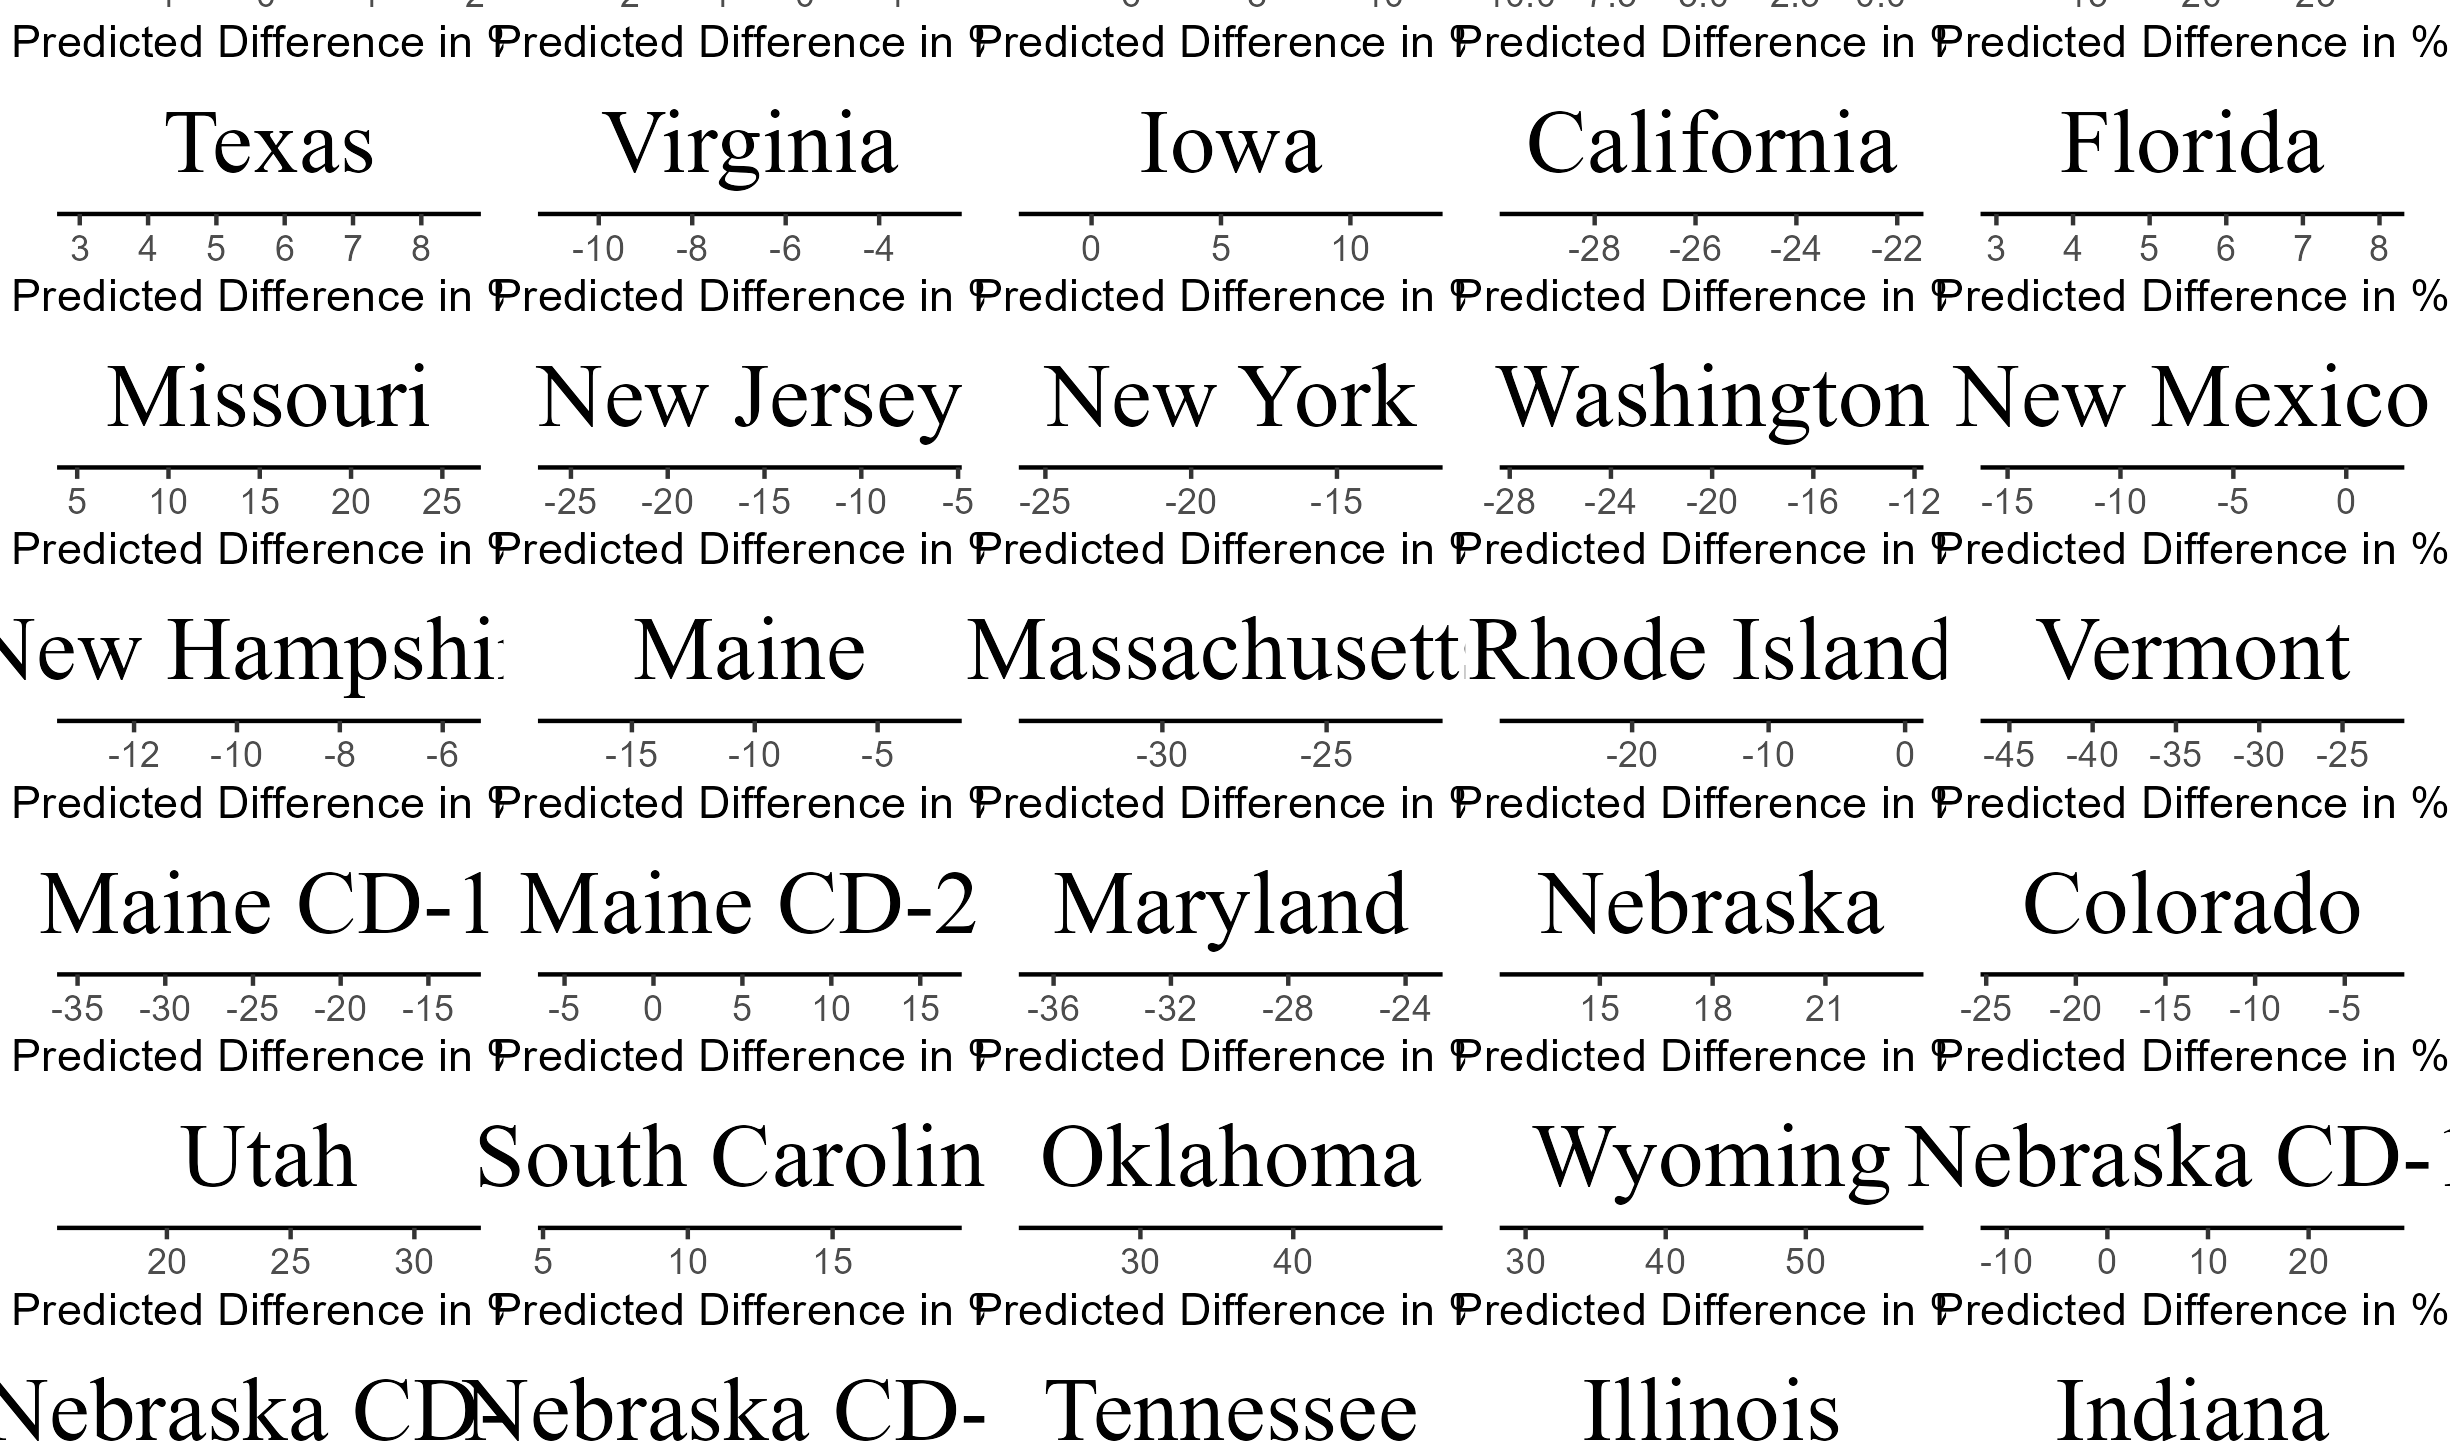 Predicted Difference in Predicted Difference in Predicted Difference in Predicted Difference in Predicted Difference in %
Texas Virginia Iowa California Florida
3 4 5 6 7 8 -10 -8 -6 -4 0 5 10 -28 -26 -24 -22 3 4 5 6 7 8
Predicted Difference in Predicted Difference in Predicted Difference in Predicted Difference in Predicted Difference in %
Missouri New Jersey New York Washington New Mexico
5 10 15 20 25 -25 -20 -15 -10 -5 -25 -20 -15 -28 -24 -20 -16 -12 -15 -10 -5 0
Predicted Difference in Predicted Difference in Predicted Difference in Predicted Difference in Predicted Difference in %
New Hampshi Maine Massachusett Rhode Island Vermont
-12 -10 -8 -6 -15 -10 -5 -30 -25 -20 -10 0 -45 -40 -35 -30 -25
Predicted Difference in Predicted Difference in Predicted Difference in Predicted Difference in Predicted Difference in %
Maine CD-1 Maine CD-2 Maryland Nebraska Colorado
-35 -30 -25 -20 -15 -5 0 5 10 15 -36 -32 -28 -24 15 18 21 -25 -20 -15 -10 -5
Predicted Difference in Predicted Difference in Predicted Difference in Predicted Difference in Predicted Difference in %
Utah South Carolin Oklahoma Wyoming Nebraska CD-1
20 25 30 5 10 15 30 40 30 40 50 -10 0 10 20
Predicted Difference in Predicted Difference in Predicted Difference in Predicted Difference in Predicted Difference in %
Nebraska CD- Nebraska CD- Tennessee Illinois Indiana